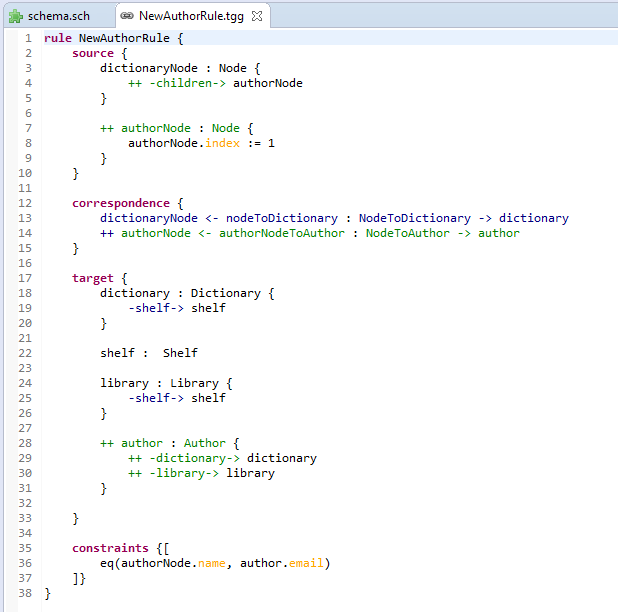 schema.sch NewAuthorRule.tgg
1 rule NewAuthorRule {
2 source {
3 dictionaryNode : Node {
4 ++ -children-> authorNode
5 }
6
7 ++ authorNode : Node {
8 authorNode.index := 1
9 }
10 }
11
12 correspondence {
13 dictionaryNode <- nodeToDictionary : NodeToDictionary -> dictionary
14 ++ authorNode <- authorNodeToAuthor : NodeToAuthor -> author
15 }
16
17 target {
18 dictionary : Dictionary {
19 -shelf-> shelf
20 }
21
22 shelf :  Shelf
23
24 library : Library {
25 -shelf-> shelf
26 }
27
28 ++ author : Author {
29 ++ -dictionary-> dictionary
30 ++ -library-> library
31 }
32
33 }
34
35 constraints {[
36 eq(authorNode.name, author.email)
37 ]}
38 }